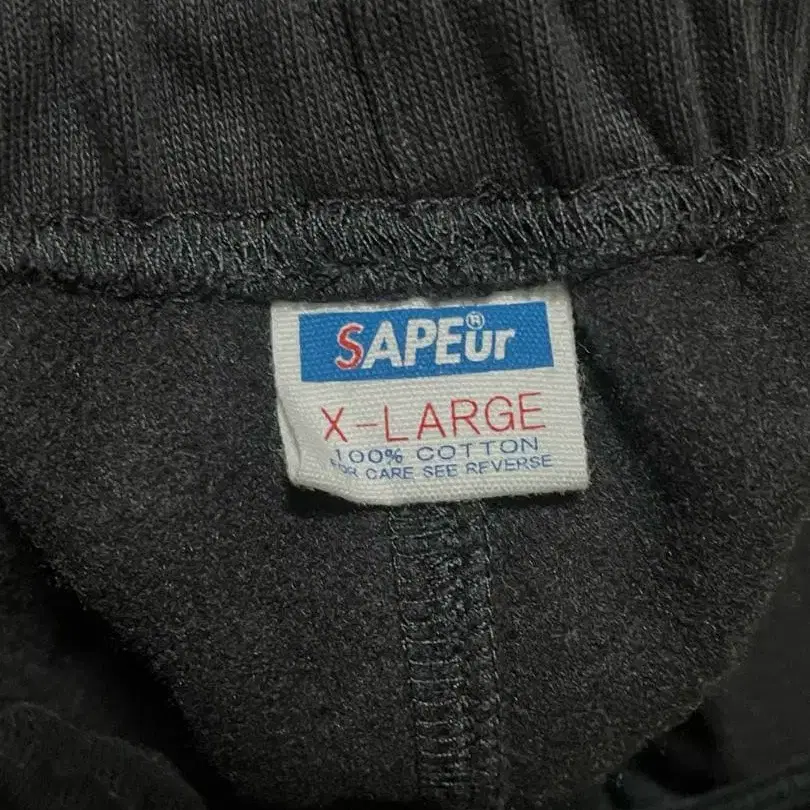 SAPEur®
X-LARGE
100% COTTON
FOR CARE SEE REVERSE